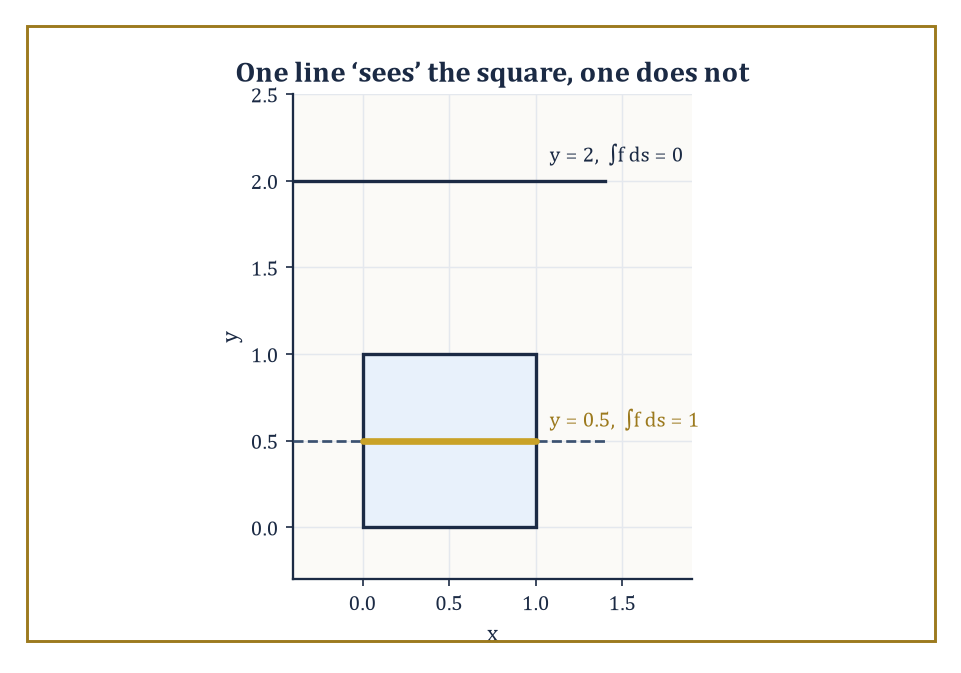 One line ‘sees’ the square, one does not
2.5
y = 2, ∫f ds = 0
2.0
1.5
y
1.0
y = 0.5, ∫f ds = 1
0.5
0.0
0.0 0.5 1.0 1.5
x